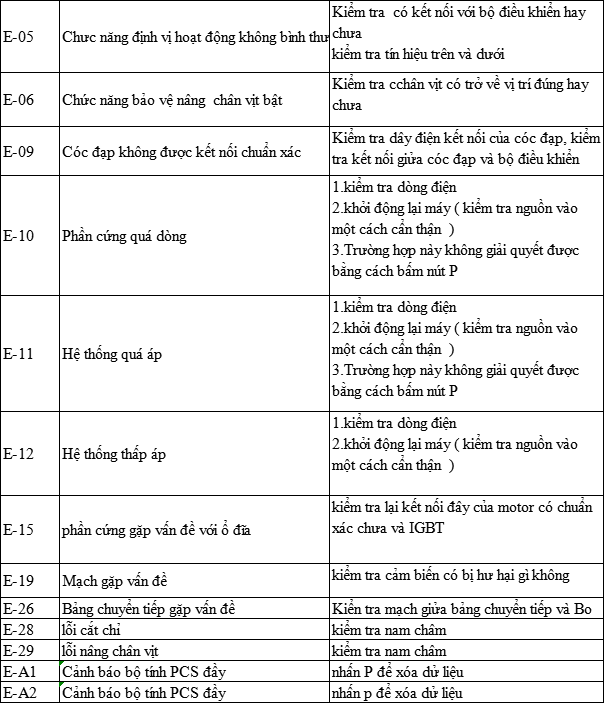 E-05
Chưc năng định vị hoạt động không bình thư
Kiểm tra có kết nối với bộ điều khiển hay
chưa
kiểm tra tín hiệu trên và dưới
E-06
Chức năng bảo vệ nâng chân vịt bật
Kiểm tra cchân vịt có trở về vị trí đúng hay
chưa
E-09
Cóc đạp không được kết nối chuẩn xác
Kiểm tra dây điện kết nối của cóc đạp, kiểm
tra kết nối giửa cóc đạp và bộ điều khiển
E-10
Phần cứng quá dòng
1.kiểm tra dòng điện
2.khởi động lại máy ( kiểm tra nguồn vào
một cách cẩn thận )
3.Trường hợp này không giải quyết được
bằng cách bấm nút P
E-11
Hệ thống quá áp
1.kiểm tra dòng điện
2.khởi động lại máy ( kiểm tra nguồn vào
một cách cẩn thận )
3.Trường hợp này không giải quyết được
bằng cách bấm nút P
E-12
Hệ thống thấp áp
1.kiểm tra dòng điện
2.khởi động lại máy ( kiểm tra nguồn vào
một cách cẩn thận )
E-15
phần cứng gặp vấn đề với ổ đĩa
kiểm tra lại kết nối đây của motor có chuẩn
xác chưa và IGBT
E-19
Mạch gặp vấn đề
kiểm tra cảm biến có bị hư hại gì không
E-26
Bảng chuyển tiếp gặp vấn đề
Kiển tra mạch giửa bảng chuyển tiếp và Bo
E-28
lỗi cắt chỉ
kiểm tra nam châm
E-29
lỗi nâng chân vịt
kiểm tra nam châm
E-A1
Cảnh báo bộ tính PCS đầy
nhấn P để xóa dử liệu
E-A2
Cảnh báo bộ tính PCS đầy
nhấn p để xóa dử liệu